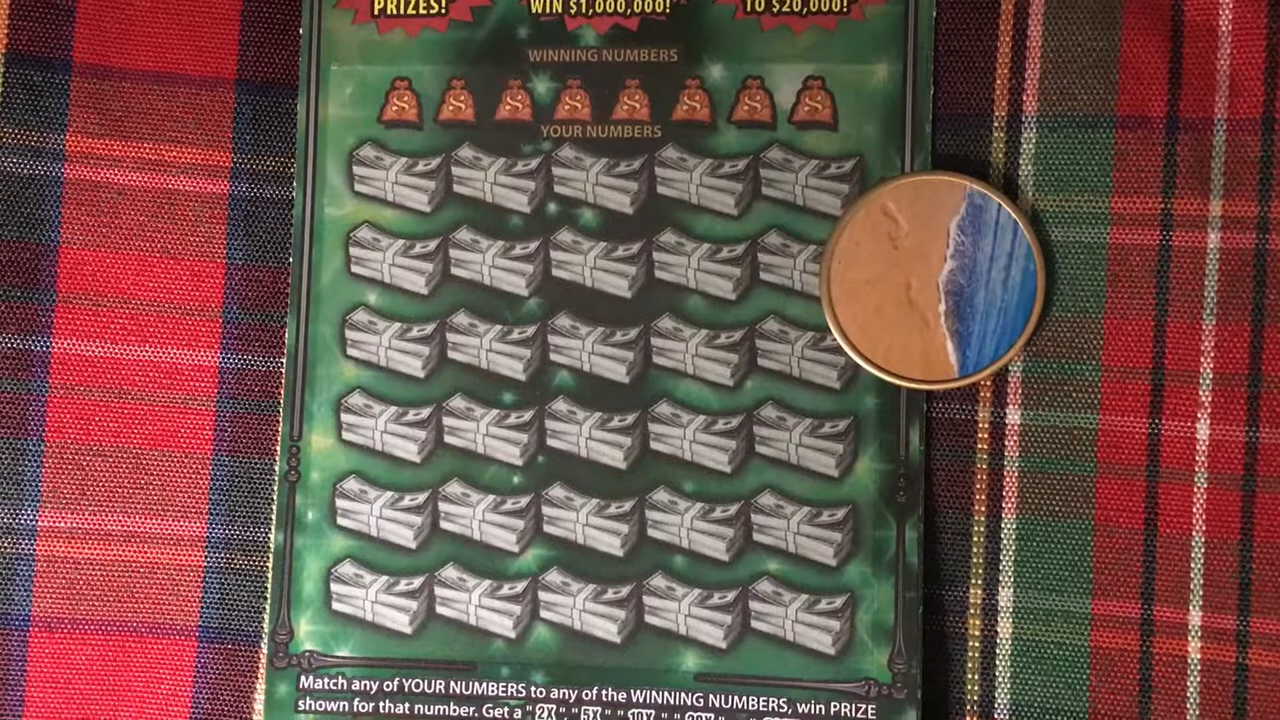 PRIZES!
WIN $1,000,000!
TO $20,000!
WINNING NUMBERS
YOUR NUMBERS
Match any of YOUR NUMBERS to any of the WINNING NUMBERS, win PRIZE
shown for that number. Get a "2X", "5X" "10X"